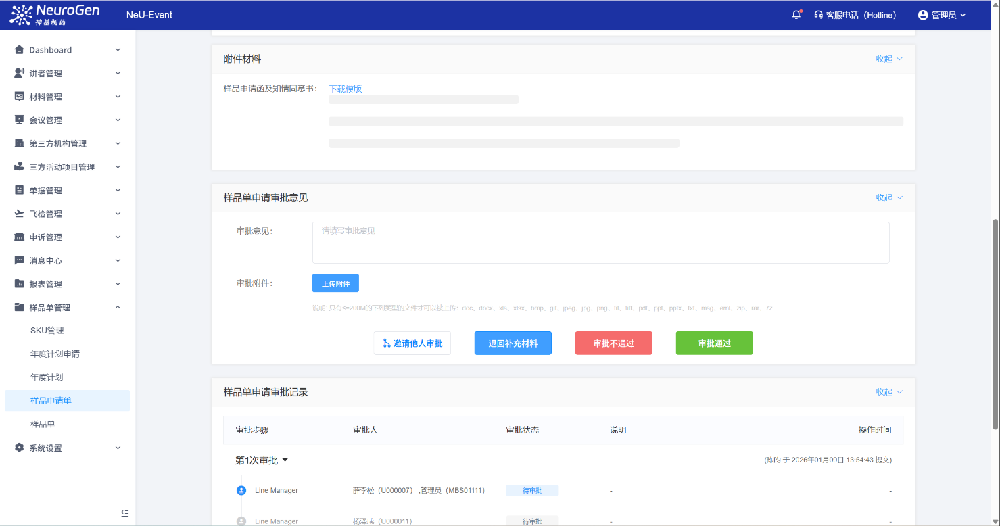 NeuroGen
神基制药
NeU-Event
客服电话（Hotline）
管理员
Dashboard
讲者管理
材料管理
会议管理
第三方机构管理
三方活动项目管理
单据管理
飞检管理
申诉管理
消息中心
报表管理
样品单管理
SKU管理
年度计划申请
年度计划
样品申请单
样品单
系统设置
附件材料
收起
样品申请函及知情同意书：
下载模版
样品单申请审批意见
收起
审批意见：
请填写审批意见
审批附件：
上传附件
说明: 只有<=200M的下列类型的文件才可以被上传：doc、docx、xls、xlsx、bmp、gif、jpeg、jpg、png、tif、tiff、pdf、ppt、pptx、txt、msg、eml、zip、rar、7z
邀请他人审批
退回补充材料
审批不通过
审批通过
样品单申请审批记录
收起
审批步骤 审批人 审批状态 说明 操作时间
第1次审批 (陈昀 于 2026年01月09日 13:54:43 提交)
Line Manager 薛李松（U000007）,管理员（MBS01111） 待审批 - -
Line Manager 杨泽成（U000011） 待审批 - -